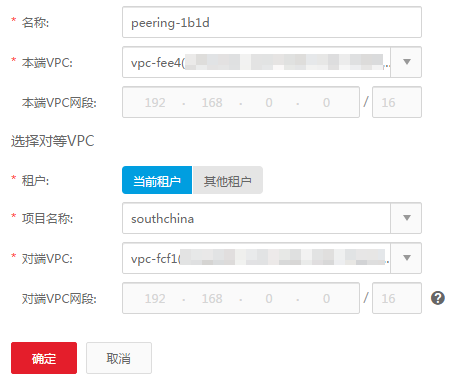 * 名称: peering-1b1d
* 本端VPC: vpc-fee4(
本端VPC网段: 192 . 168 . 0 . 0 / 16
选择对等VPC
* 租户: 当前租户 其他租户
* 项目名称: southchina
* 对端VPC: vpc-fcf1(
对端VPC网段: 192 . 168 . 0 . 0 / 16 ?
确定 取消